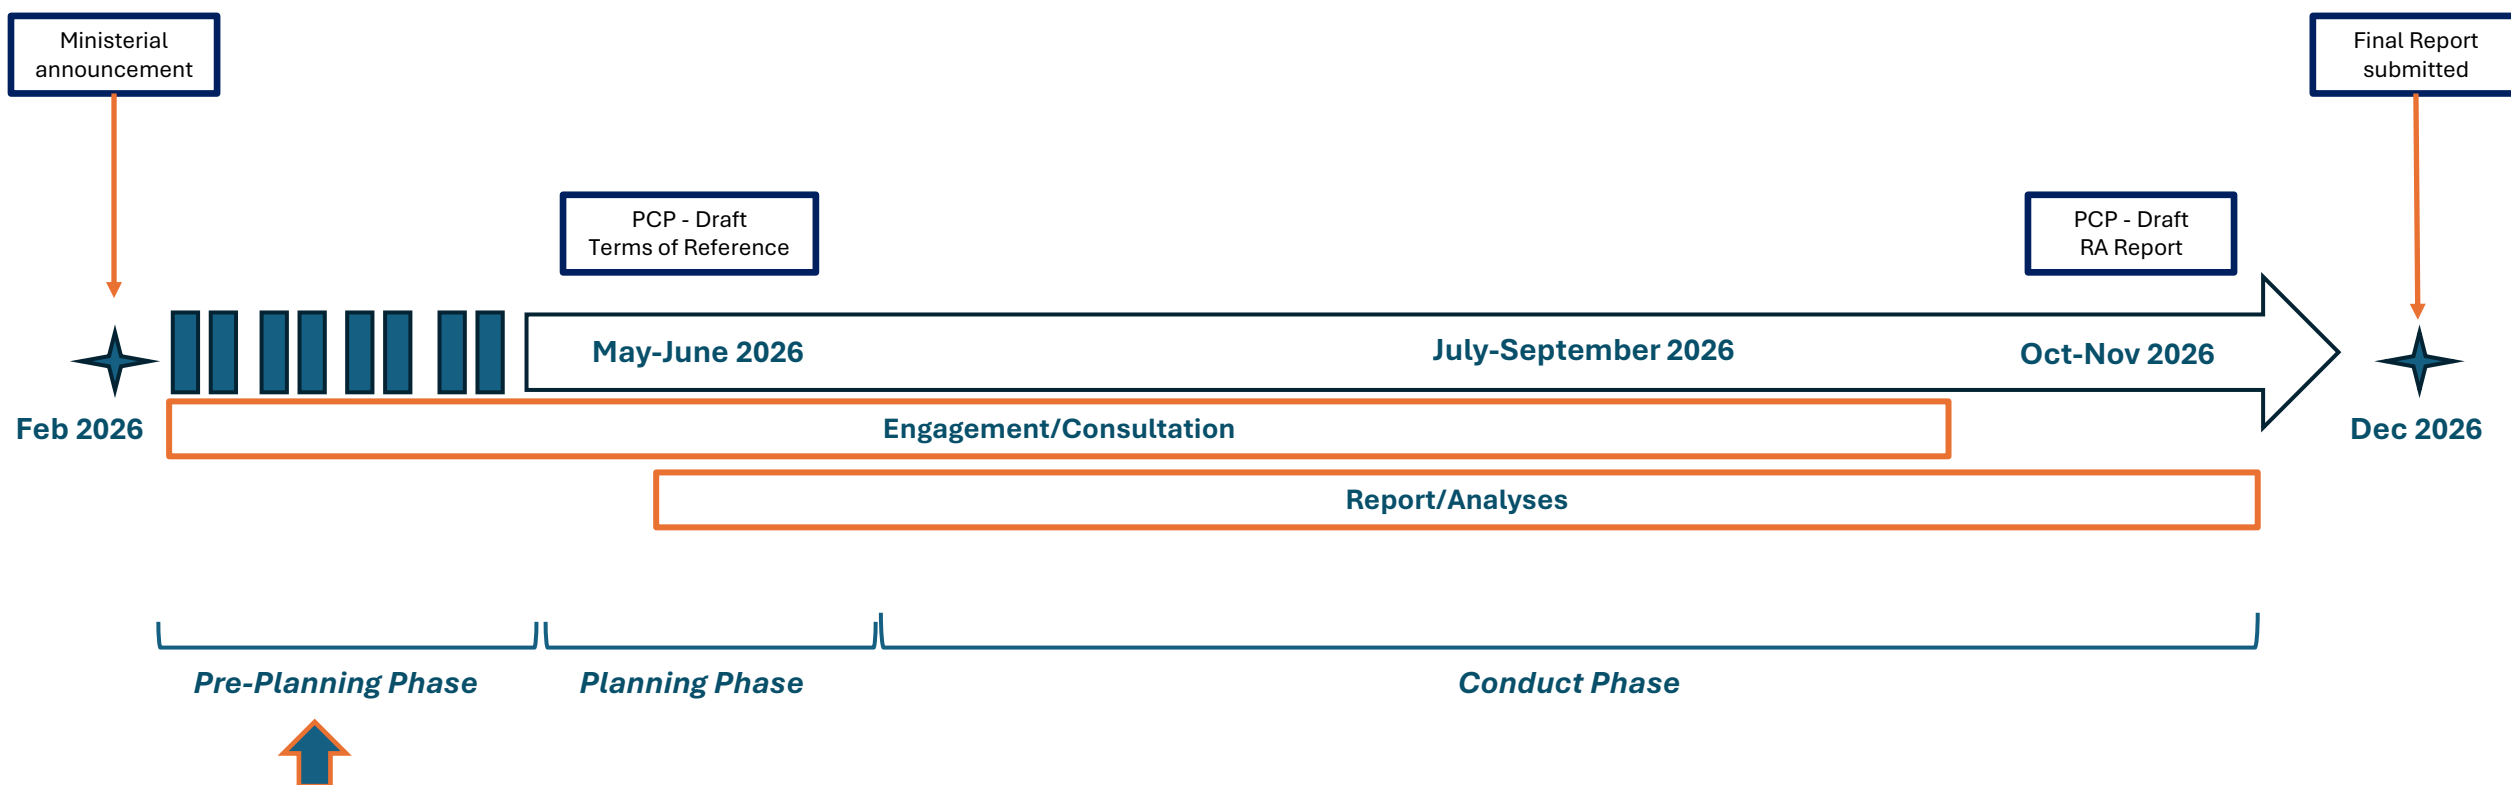 Ministerial
announcement
Final Report
submitted
PCP - Draft
Terms of Reference
PCP - Draft
RA Report
May-June 2026
July-September 2026
Oct-Nov 2026
Feb 2026
Engagement/Consultation
Dec 2026
Report/Analyses
Pre-Planning Phase
Planning Phase
Conduct Phase